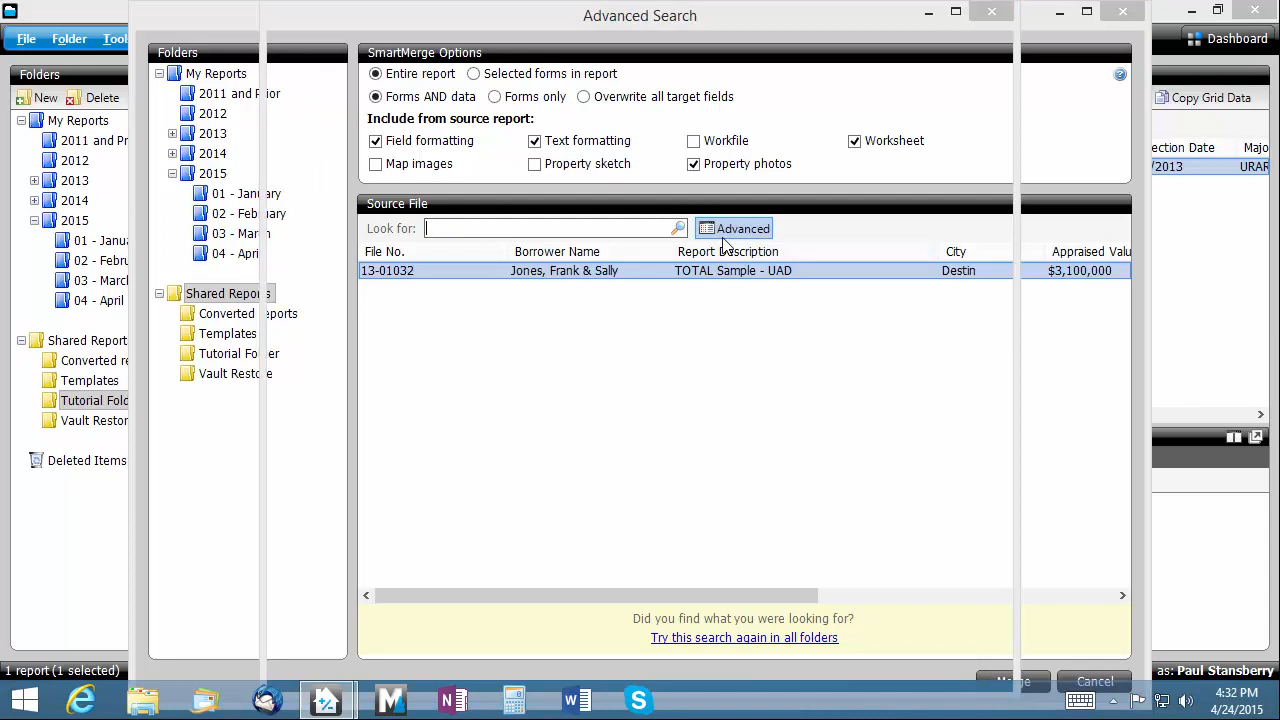 Advanced Search
File Folder Tool
Dashboard
Folders
New Delete
My Reports
2011 and Pr
2012
2013
2014
2015
01 - Janua
02 - Febru
03 - March
04 - April
Shared Report
Converted re
Templates
Tutorial Fold
Vault Restor
Deleted Items
1 report (1 selected)
Folders
My Reports
2011 and Prior
2012
2013
2014
2015
01 - January
02 - February
03 - March
04 - Apri
Shared Reports
Converted Reports
Templates
Tutorial Folder
Vault Restore
SmartMerge Options
Entire report Selected forms in report
Forms AND data Forms only Overwrite all target fields
Include from source report:
Field formatting Text formatting Workfile Worksheet
Map images Property sketch Property photos
Source File
Look for: Advanced
File No. Borrower Name Report Description City Appraised Valu
13-01032 Jones, Frank & Sally TOTAL Sample - UAD Destin $3,100,000
Did you find what you were looking for?
Try this search again in all folders
Merge Cancel
Copy Grid Data
ection Date Majo
/2013 URAR
as: Paul Stansberry
4:32 PM
4/24/2015